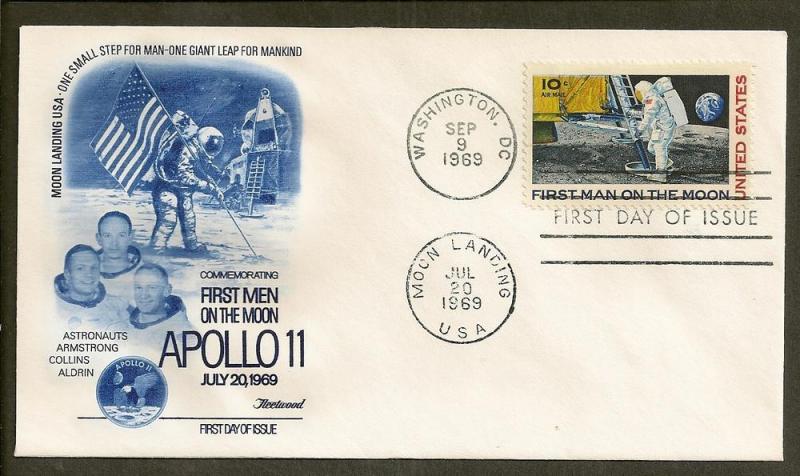 MOON LANDING USA · ONE SMALL STEP FOR MAN-ONE GIANT LEAP FOR MANKIND
COMMEMORATING
FIRST MEN
ON THE MOON
APOLLO 11
JULY 20, 1969
ASTRONAUTS
ARMSTRONG
COLLINS
ALDRIN
APOLLO 11
Fleetwood
FIRST DAY OF ISSUE
WASHINGTON, DC
SEP
9
1969
MOON LANDING
JUL
20
1969
USA
10c
AIR MAIL
UNITED STATES
FIRST MAN ON THE MOON
FIRST DAY OF ISSUE